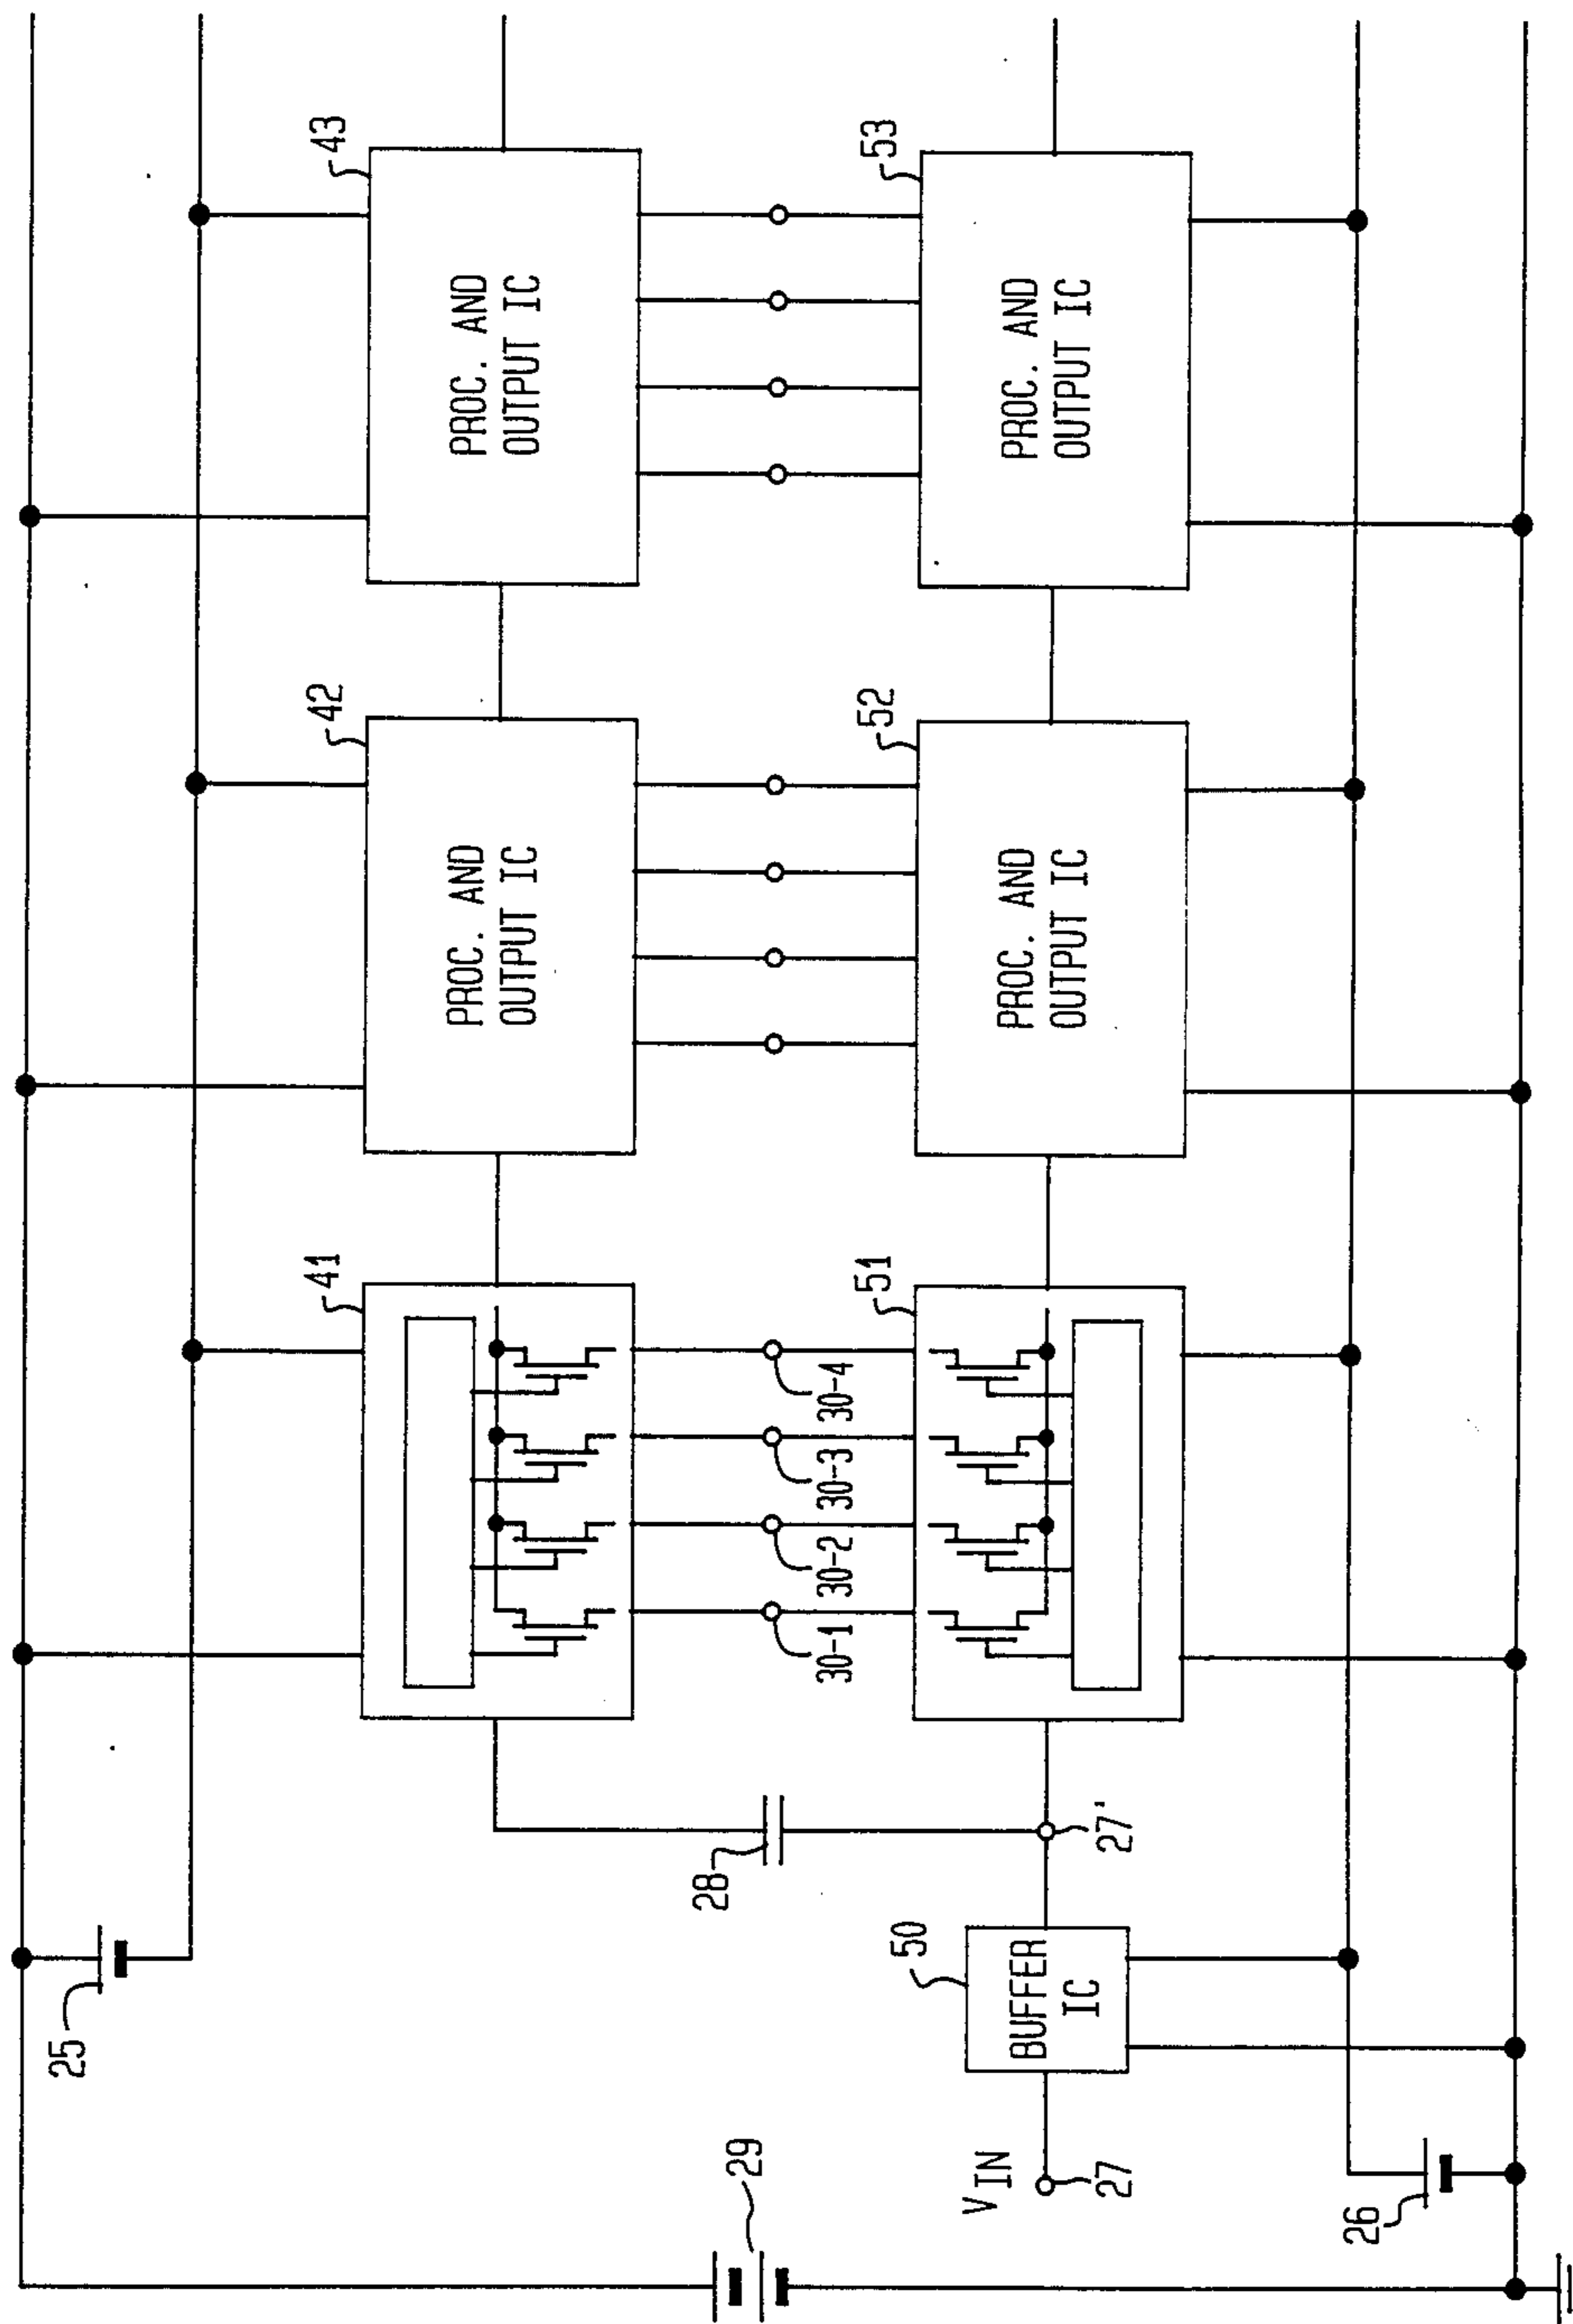 25
29
41
42
43
PROC. AND
OUTPUT IC
PROC. AND
OUTPUT IC
28
30-1
30-2
30-3
30-4
V IN
27
50
BUFFER
IC
27'
51
52
53
PROC. AND
OUTPUT IC
PROC. AND
OUTPUT IC
26